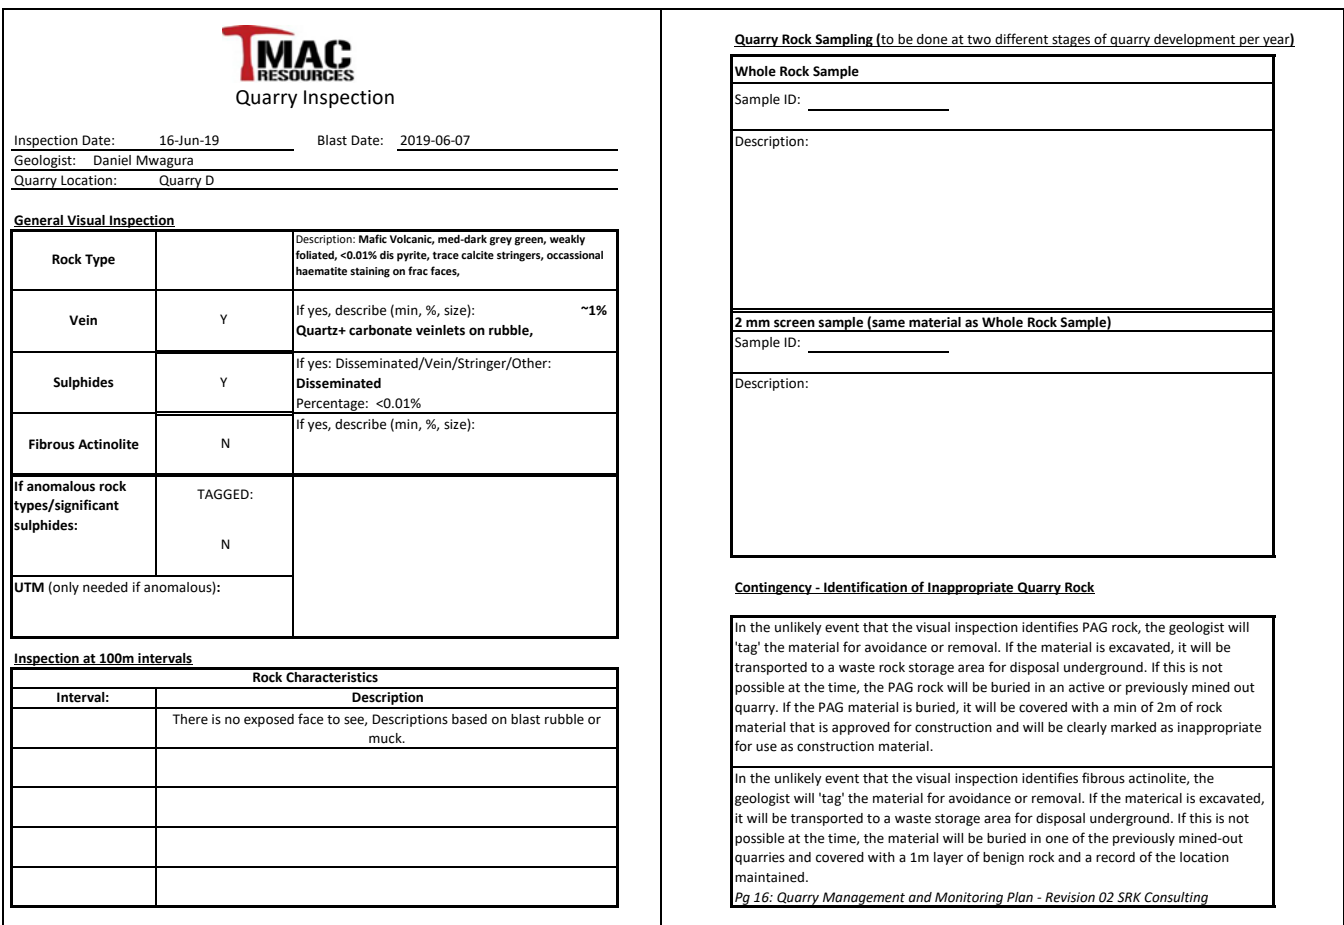 TMAC
RESOURCES
Quarry Inspection
Inspection Date: 16-Jun-19 Blast Date: 2019-06-07
Geologist: Daniel Mwagura
Quarry Location: Quarry D
General Visual Inspection
Rock Type
Description: Mafic Volcanic, med-dark grey green, weakly
foliated, <0.01% dis pyrite, trace calcite stringers, occassional
haematite staining on frac faces,
Vein
Y
If yes, describe (min, %, size): ~1%
Quartz+ carbonate veinlets on rubble,
Sulphides
Y
If yes: Disseminated/Vein/Stringer/Other:
Disseminated
Percentage: <0.01%
Fibrous Actinolite
N
If yes, describe (min, %, size):
If anomalous rock
types/significant
sulphides:
TAGGED:
N
UTM (only needed if anomalous):
Inspection at 100m intervals
Rock Characteristics
Interval: Description
There is no exposed face to see, Descriptions based on blast rubble or
muck.
Quarry Rock Sampling (to be done at two different stages of quarry development per year)
Whole Rock Sample
Sample ID:
Description:
2 mm screen sample (same material as Whole Rock Sample)
Sample ID:
Description:
Contingency - Identification of Inappropriate Quarry Rock
In the unlikely event that the visual inspection identifies PAG rock, the geologist will
'tag' the material for avoidance or removal. If the material is excavated, it will be
transported to a waste rock storage area for disposal underground. If this is not
possible at the time, the PAG rock will be buried in an active or previously mined out
quarry. If the PAG material is buried, it will be covered with a min of 2m of rock
material that is approved for construction and will be clearly marked as inappropriate
for use as construction material.
In the unlikely event that the visual inspection identifies fibrous actinolite, the
geologist will 'tag' the material for avoidance or removal. If the materical is excavated,
it will be transported to a waste storage area for disposal underground. If this is not
possible at the time, the material will be buried in one of the previously mined-out
quarries and covered with a 1m layer of benign rock and a record of the location
maintained.
Pg 16: Quarry Management and Monitoring Plan - Revision 02 SRK Consulting